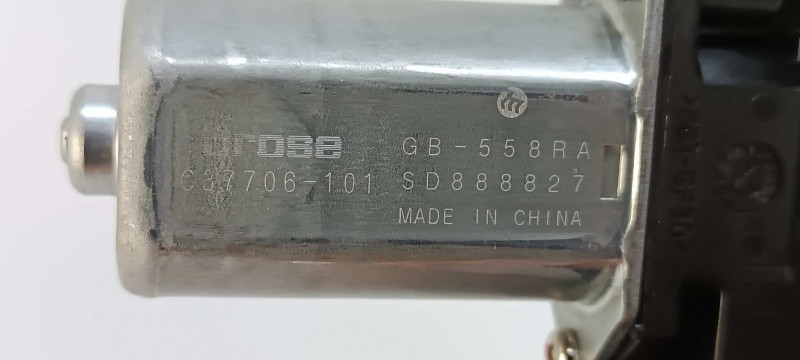 brose GB-558RA
C37706-101 SD888827
MADE IN CHINA